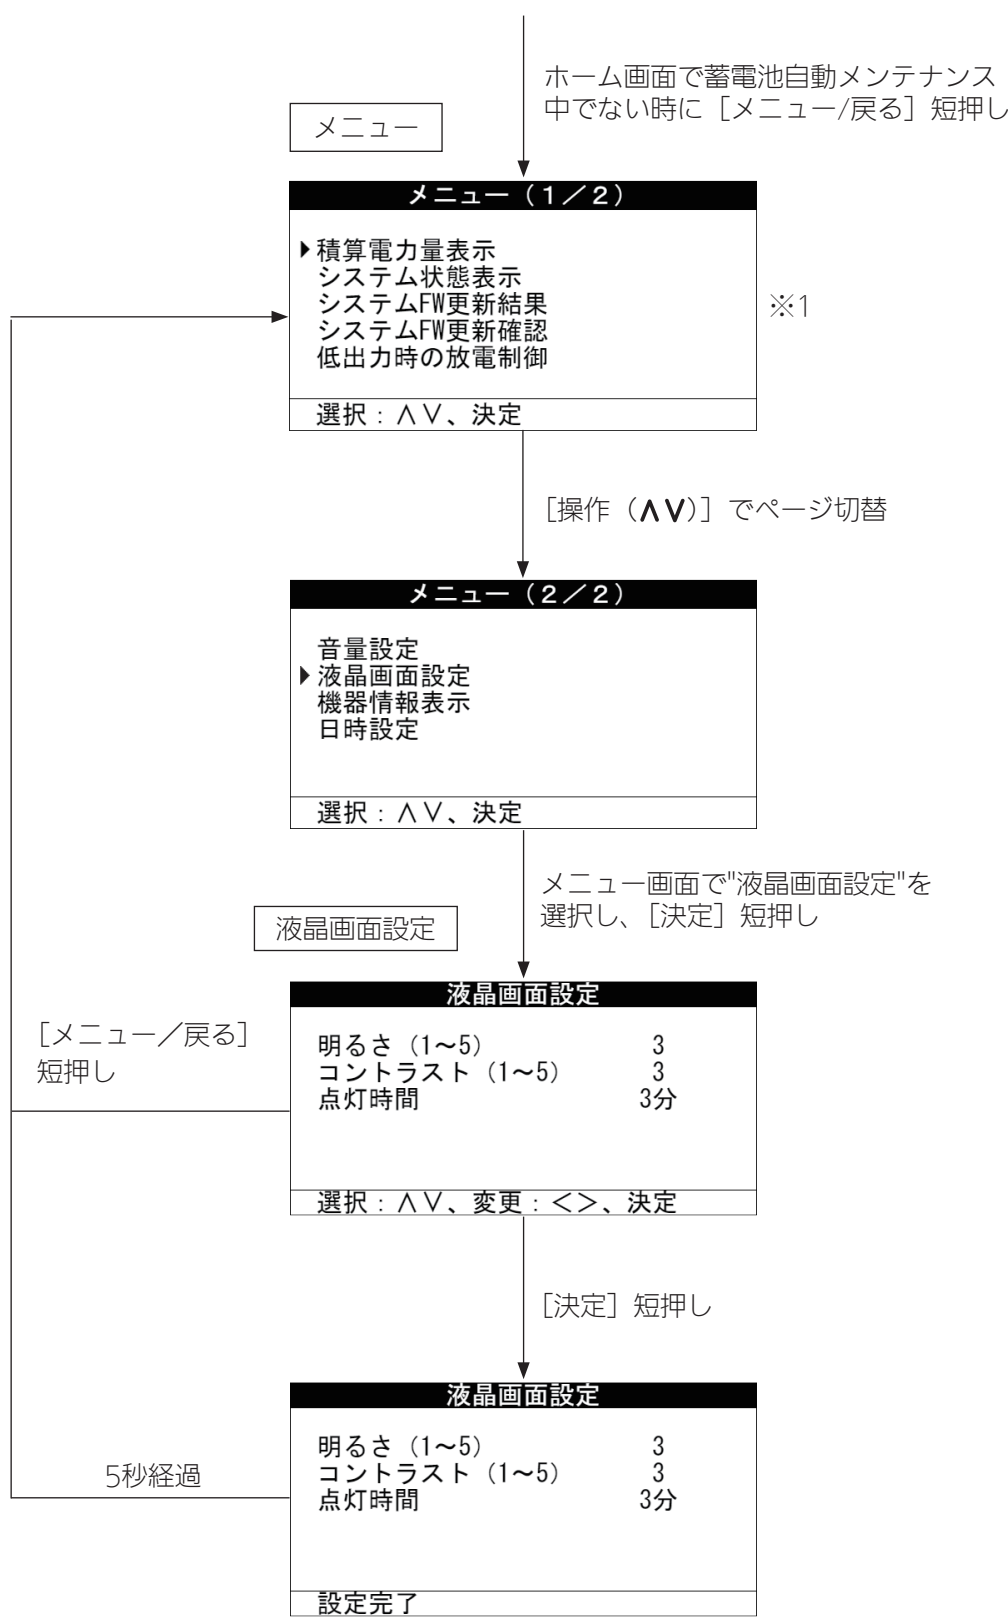 ホーム画面で蓄電池自動メンテナンス
中でない時に［メニュー/戻る］短押し
メニュー
メニュー（１／２）
積算電力量表示
システム状態表示
システムFW更新結果
システムFW更新確認
低出力時の放電制御
選択：∧∨、決定
※1
［操作（∧∨）］でページ切替
メニュー（２／２）
音量設定
液晶画面設定
機器情報表示
日時設定
選択：∧∨、決定
メニュー画面で"液晶画面設定"を
選択し、［決定］短押し
液晶画面設定
液晶画面設定
明るさ（1～5） 3
コントラスト（1～5） 3
点灯時間 3分
選択：∧∨、変更：＜＞、決定
［メニュー／戻る］
短押し
［決定］短押し
液晶画面設定
明るさ（1～5） 3
コントラスト（1～5） 3
点灯時間 3分
設定完了
5秒経過